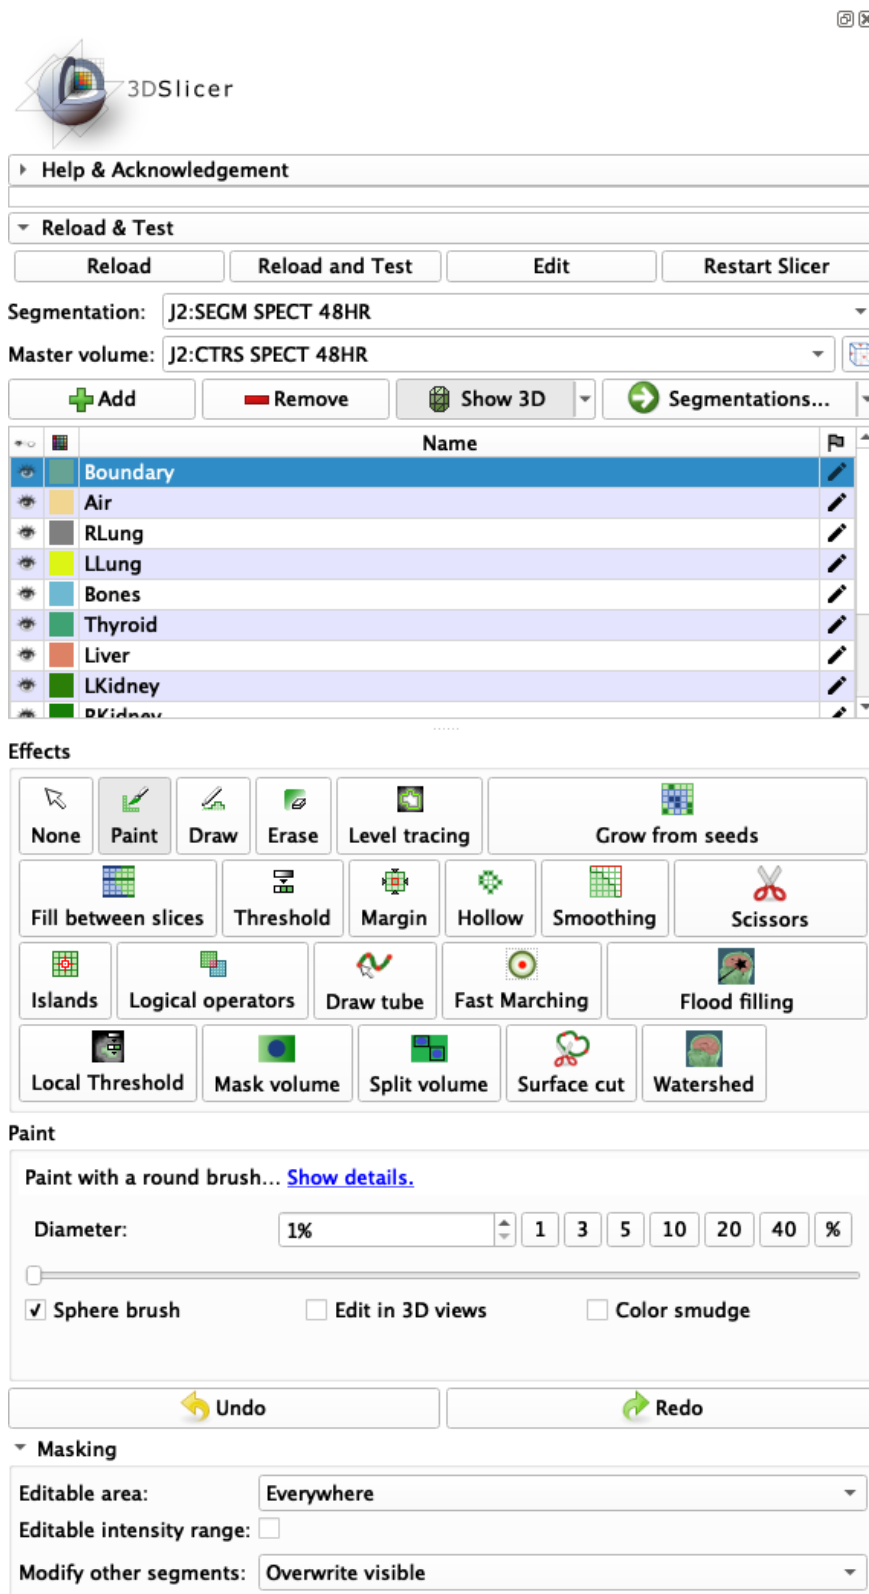 3DSlicer
Help & Acknowledgement
Reload & Test
Reload Reload and Test Edit Restart Slicer
Segmentation: J2:SEGM SPECT 48HR
Master volume: J2:CTRS SPECT 48HR
Add Remove Show 3D Segmentations...
Name
Boundary
Air
RLung
LLung
Bones
Thyroid
Liver
LKidney
RKidney
Effects
None Paint Draw Erase Level tracing Grow from seeds
Fill between slices Threshold Margin Hollow Smoothing Scissors
Islands Logical operators Draw tube Fast Marching Flood filling
Local Threshold Mask volume Split volume Surface cut Watershed
Paint
Paint with a round brush... Show details.
Diameter: 1% 1 3 5 10 20 40 %
Sphere brush Edit in 3D views Color smudge
Undo Redo
Masking
Editable area: Everywhere
Editable intensity range:
Modify other segments: Overwrite visible